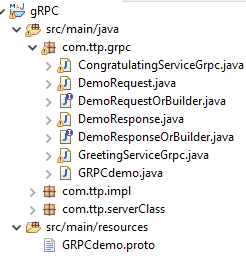 gRPC
src/main/java
com.ttp.grpc
CongratulatingServiceGrpc.java
DemoRequest.java
DemoRequestOrBuilder.java
DemoResponse.java
DemoResponseOrBuilder.java
GreetingServiceGrpc.java
GRPCdemo.java
com.ttp.impl
com.ttp.serverClass
src/main/resources
GRPCdemo.proto